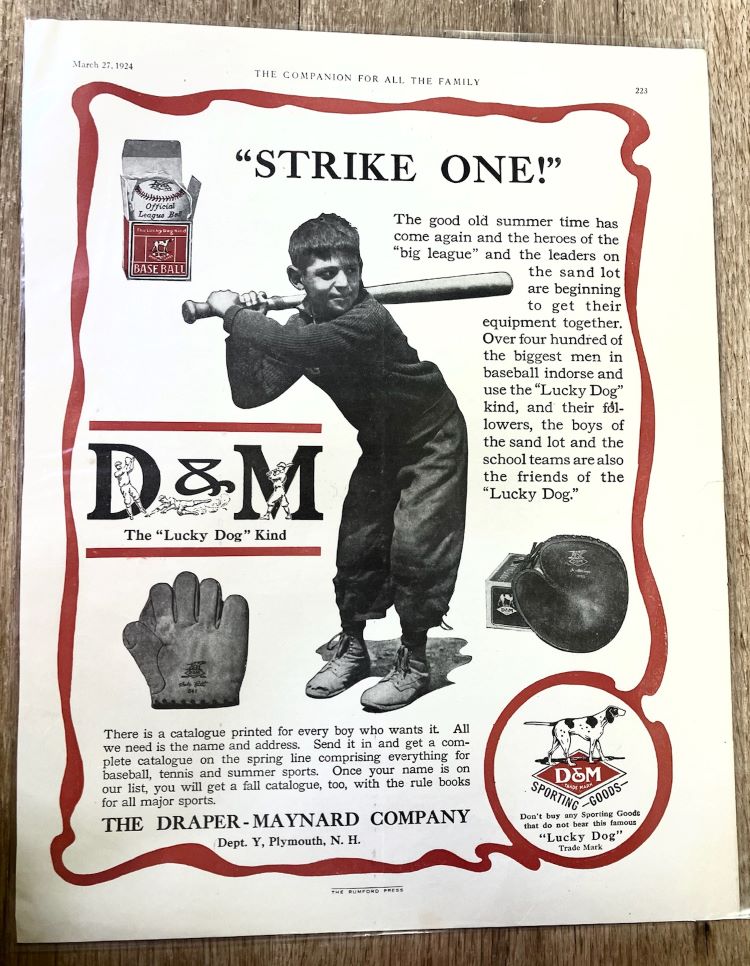 March 27, 1924
THE COMPANION FOR ALL THE FAMILY
223
"STRIKE ONE!"
Official
League Ball
The Lucky Dog Kind
BASE BALL
The good old summer time has
come again and the heroes of the
"big league" and the leaders on
the sand lot
are beginning
to get their
equipment together.
Over four hundred of
the biggest men in
baseball indorse and
use the "Lucky Dog"
kind, and their fol-
lowers, the boys of
the sand lot and the
school teams are also
the friends of the
"Lucky Dog."
D&M
The "Lucky Dog" Kind
There is a catalogue printed for every boy who wants it. All
we need is the name and address. Send it in and get a com-
plete catalogue on the spring line comprising everything for
baseball, tennis and summer sports. Once your name is on
our list, you will get a fall catalogue, too, with the rule books
for all major sports.
THE DRAPER-MAYNARD COMPANY
Dept. Y, Plymouth, N. H.
D&M
TRADE MARK
SPORTING GOODS
Don't buy any Sporting Goods
that do not bear this famous
"Lucky Dog"
Trade Mark
THE RUMFORD PRESS